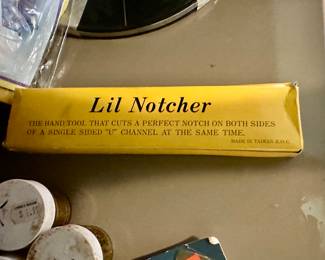 Lil Notcher
THE HAND TOOL THAT CUTS A PERFECT NOTCH ON BOTH SIDES
OF A SINGLE SIDED "U" CHANNEL AT THE SAME TIME.
MADE IN TAIWAN R.O.C.